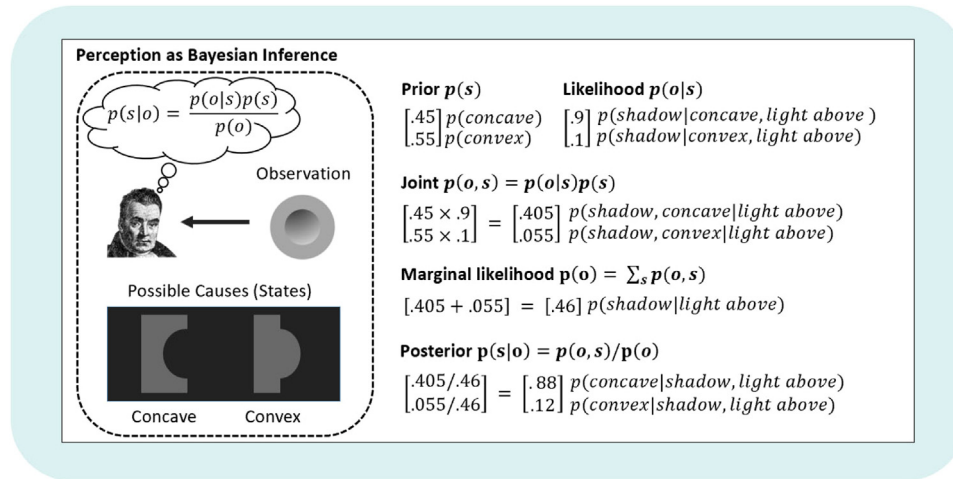 Perception as Bayesian Inference
p(s|o) = p(o|s)p(s) / p(o)
Observation
Possible Causes (States)
Concave Convex
Prior p(s) Likelihood p(o|s)
[.45] p(concave) [.9] p(shadow|concave, light above )
[.55] p(convex) [.1] p(shadow|convex, light above)
Joint p(o, s) = p(o|s)p(s)
[.45 × .9] = [.405] p(shadow, concave|light above)
[.55 × .1] = [.055] p(shadow, convex|light above)
Marginal likelihood p(o) = ∑s p(o, s)
[.405 + .055] = [.46] p(shadow|light above)
Posterior p(s|o) = p(o, s)/p(o)
[.405/.46] = [.88] p(concave|shadow, light above)
[.055/.46] = [.12] p(convex|shadow, light above)